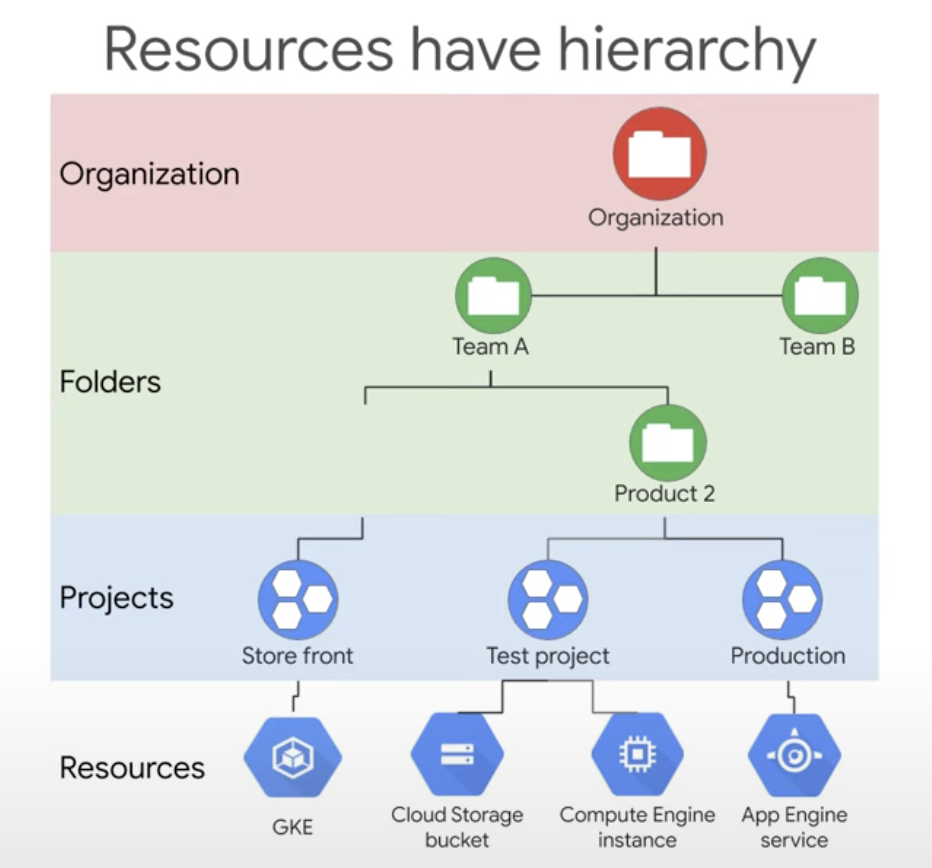 Resources have hierarchy
Organization
Organization
Team A
Team B
Folders
Product 2
Projects
Store front
Test project
Production
Resources
GKE
Cloud Storage
bucket
Compute Engine
instance
App Engine
service